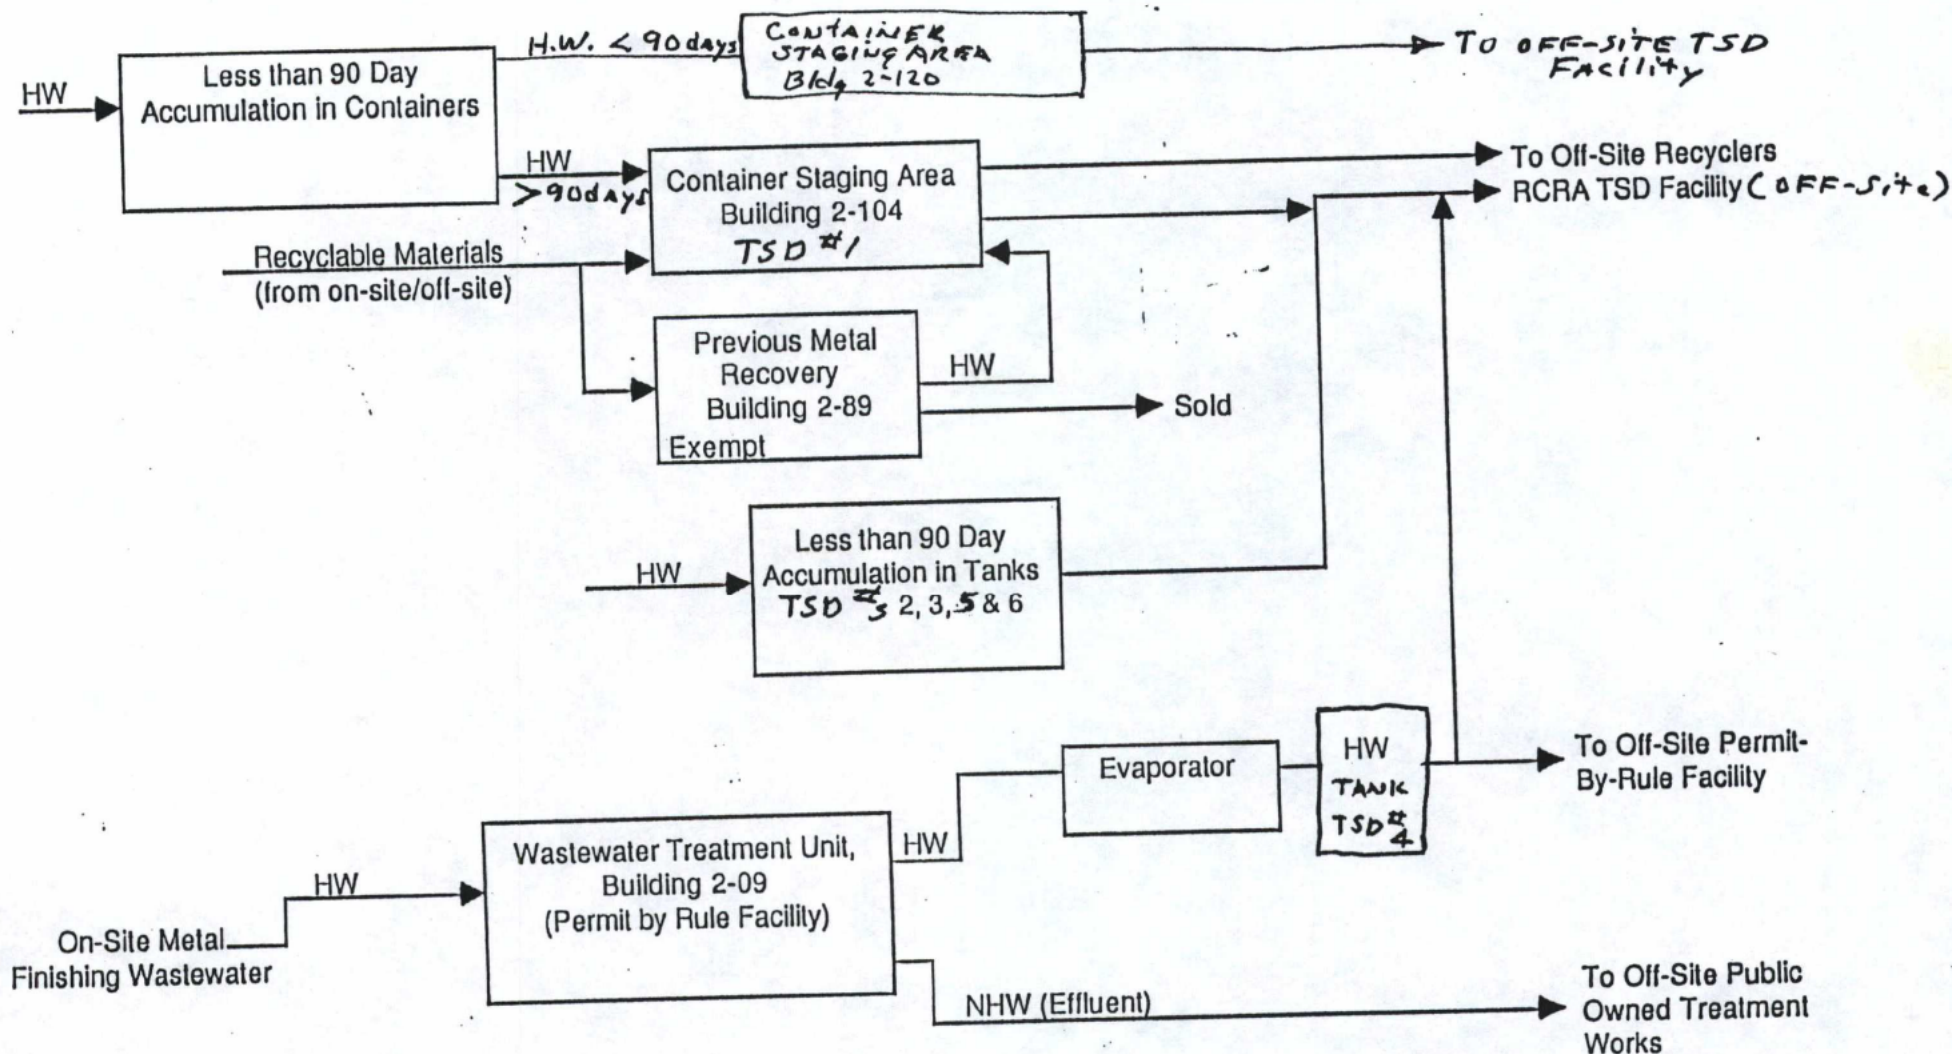 HW
Less than 90 Day
Accumulation in Containers
H.W. < 90 days
CONTAINER
STAGING AREA
Bldg 2-120
TO OFF-SITE TSD
FACILITY
HW
> 90 days
Container Staging Area
Building 2-104
TSD #1
To Off-Site Recyclers
RCRA TSD Facility (OFF-Site)
Recyclable Materials
(from on-site/off-site)
Previous Metal
Recovery
Building 2-89
Exempt
HW
Sold
HW
Less than 90 Day
Accumulation in Tanks
TSD #s 2, 3, 5 & 6
Evaporator
HW
TANK
TSD #
4
To Off-Site Permit-
By-Rule Facility
On-Site Metal
Finishing Wastewater
HW
Wastewater Treatment Unit,
Building 2-09
(Permit by Rule Facility)
HW
NHW (Effluent)
To Off-Site Public
Owned Treatment
Works